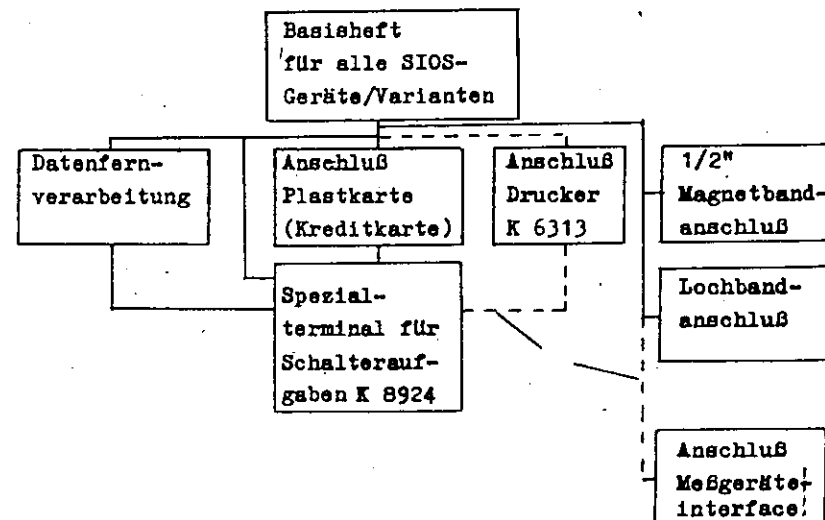 Basisheft
für alle SIOS-
Geräte/Varianten
Datenfern-
verarbeitung
Anschluß
Plastkarte
(Kreditkarte)
Anschluß
Drucker
K 6313
1/2"
Magnetband-
anschluß
Spezial-
terminal für
Schalterauf-
gaben K 8924
Lochband-
anschluß
Anschluß
Meßgeräte-
interface